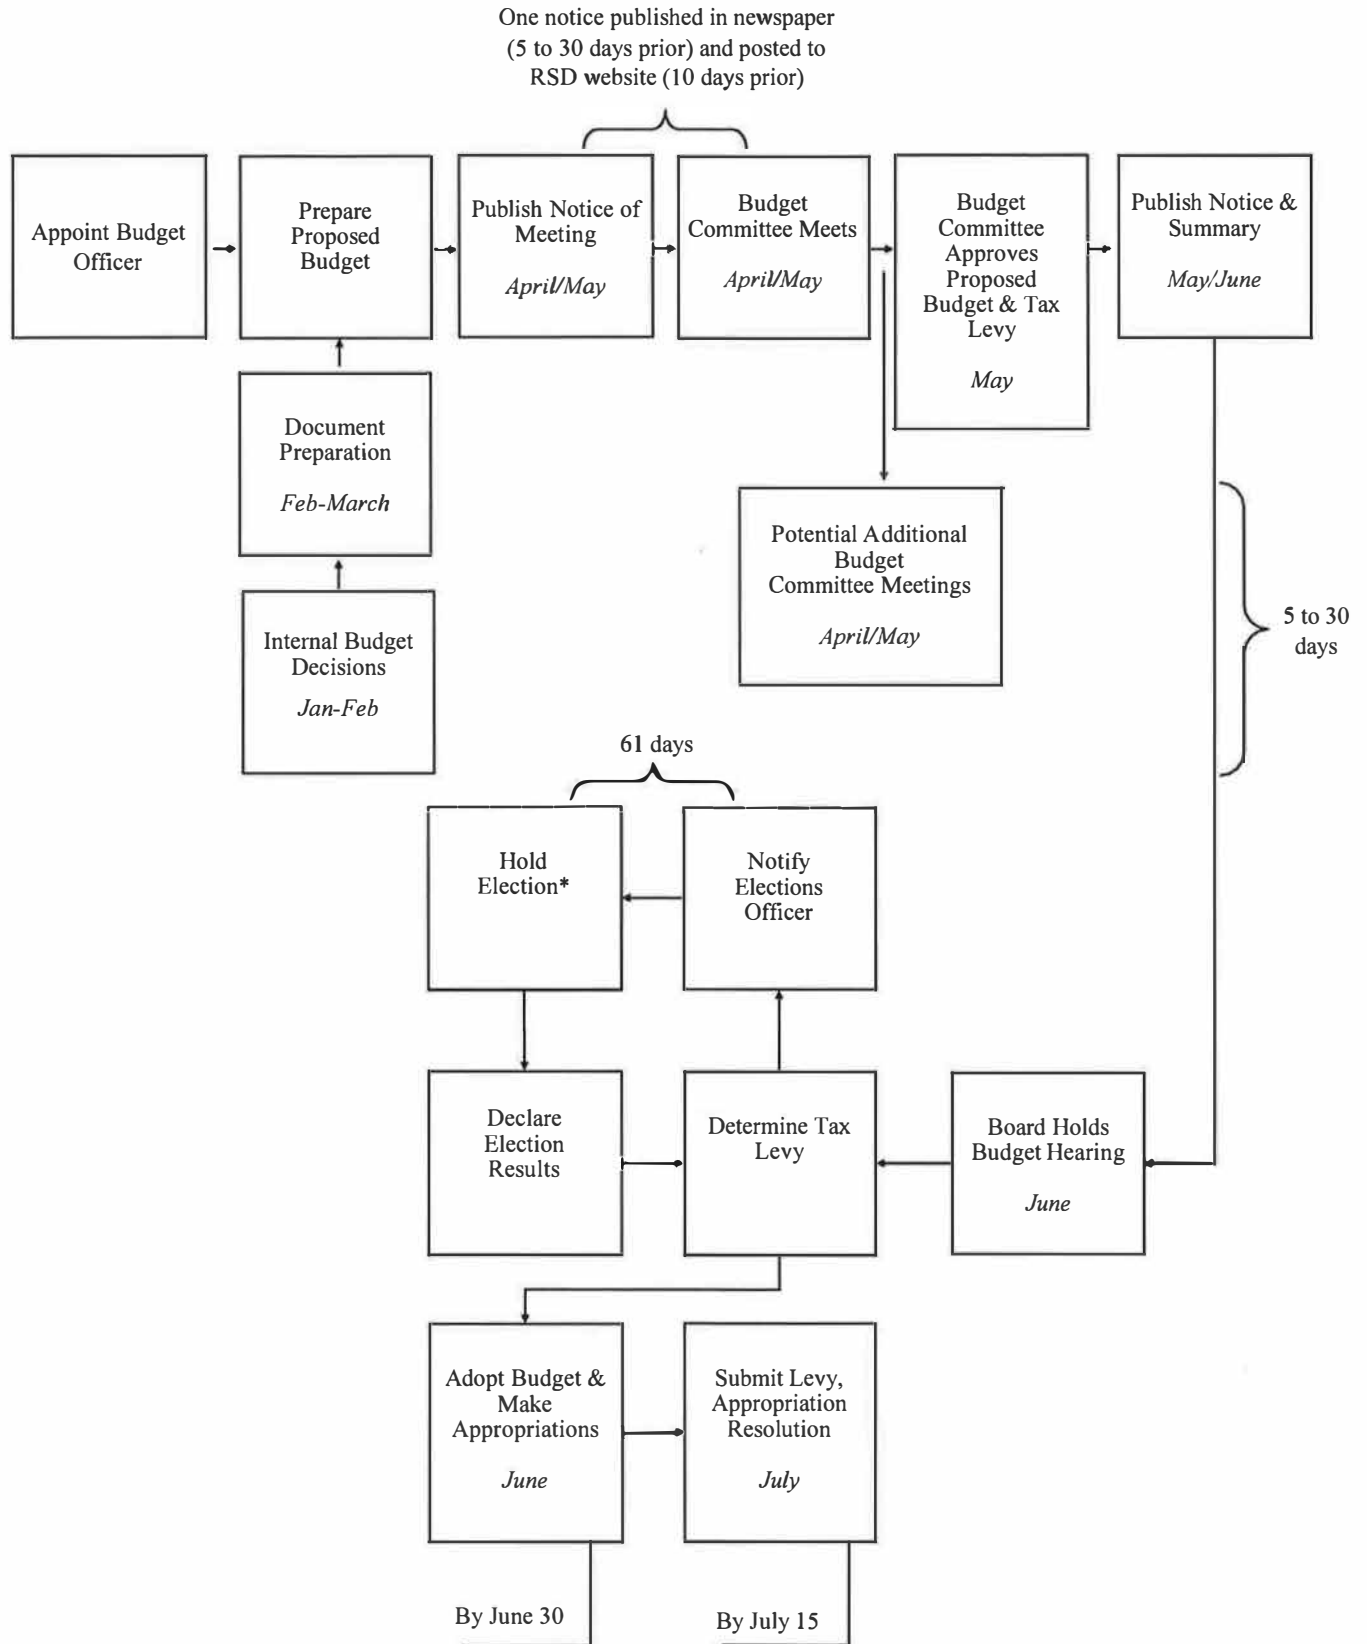 One notice published in newspaper
(5 to 30 days prior) and posted to
RSD website (10 days prior)
Appoint Budget
Officer
Prepare
Proposed
Budget
Publish Notice of
Meeting
April/May
Budget
Committee Meets
April/May
Budget
Committee
Approves
Proposed
Budget & Tax
Levy
May
Publish Notice &
Summary
May/June
Document
Preparation
Feb-March
Potential Additional
Budget
Committee Meetings
April/May
5 to 30
days
Internal Budget
Decisions
Jan-Feb
61 days
Hold
Election*
Notify
Elections
Officer
Declare
Election
Results
Determine Tax
Levy
Board Holds
Budget Hearing
June
Adopt Budget &
Make
Appropriations
June
Submit Levy,
Appropriation
Resolution
July
By June 30
By July 15